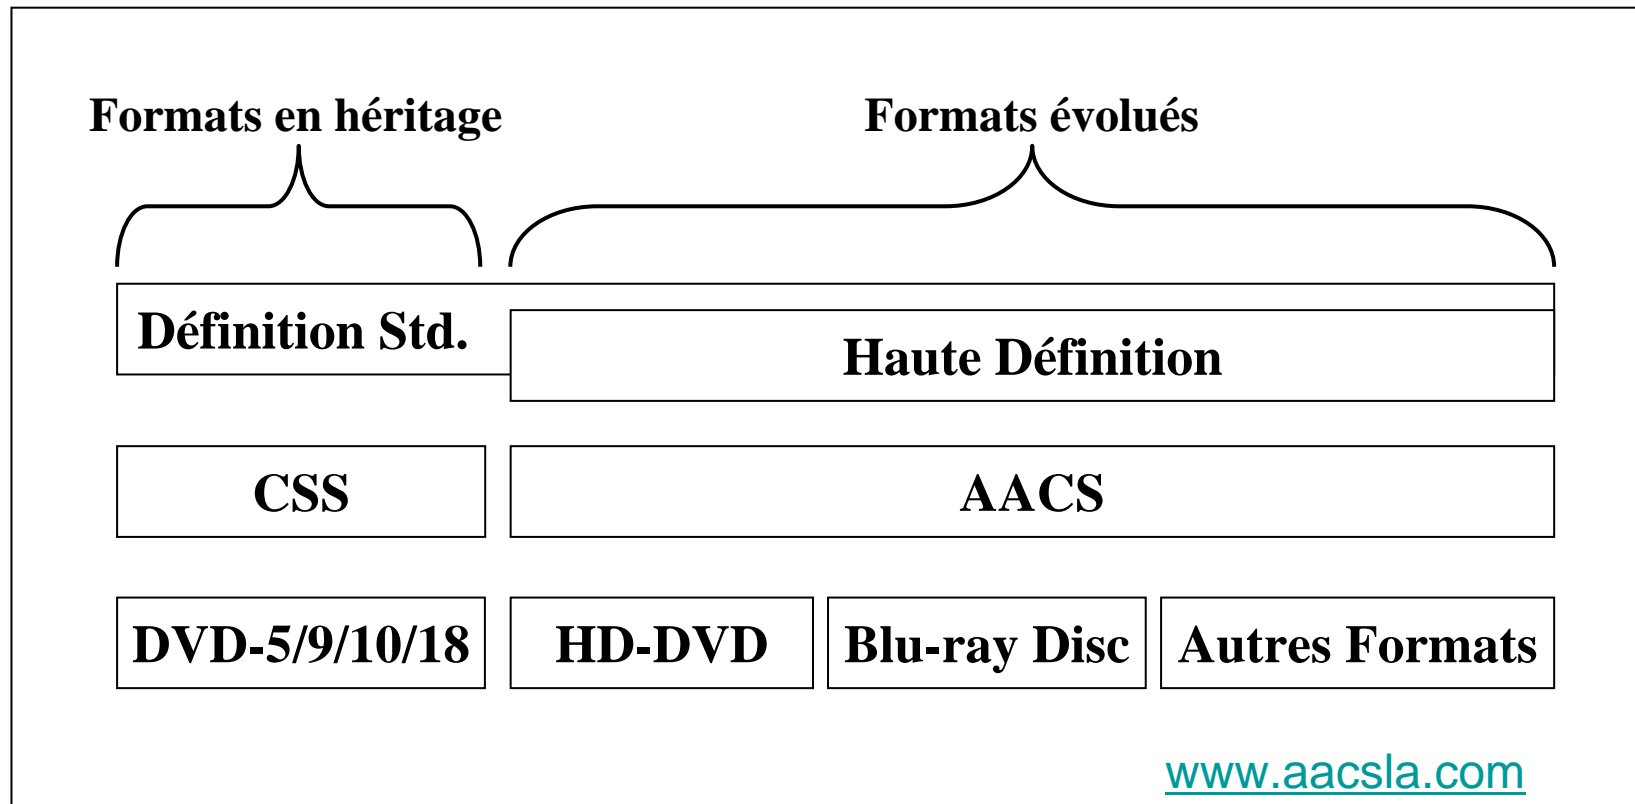 Formats en héritage
Formats évolués
Définition Std.
Haute Définition
CSS
AACS
DVD-5/9/10/18
HD-DVD
Blu-ray Disc
Autres Formats
www.aacsla.com